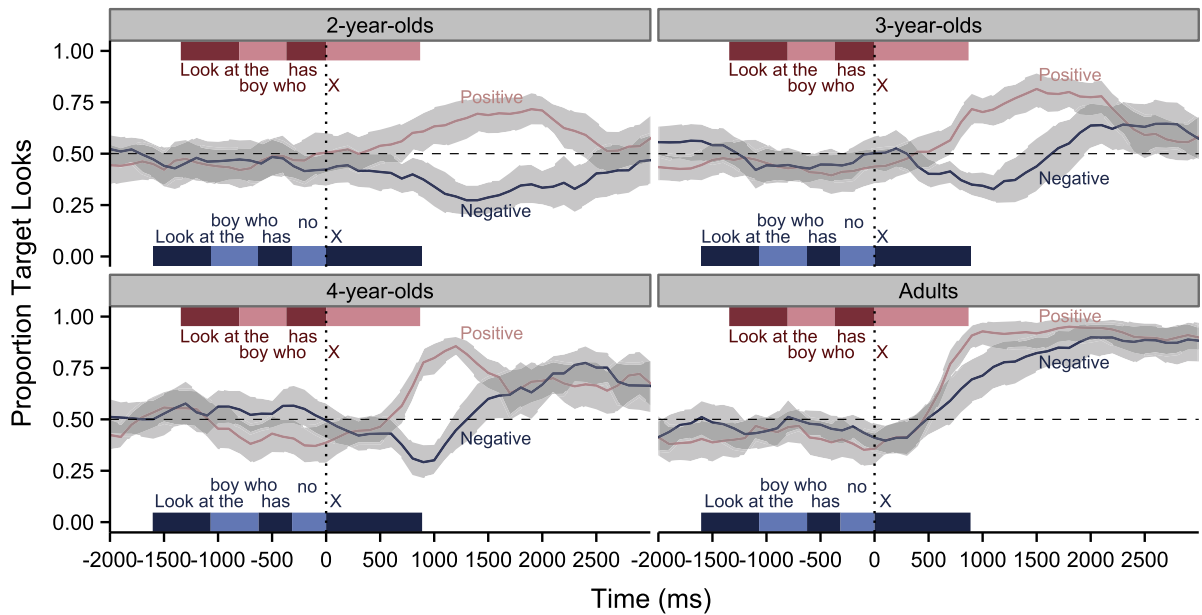 2-year-olds
3-year-olds
1.00
0.75
0.50
0.25
0.00
Proportion Target Looks
Look at the has
boy who X
Positive
Negative
boy who no
Look at the has X
Look at the has
boy who X
Positive
Negative
boy who no
Look at the has X
4-year-olds
Adults
1.00
0.75
0.50
0.25
0.00
Look at the has
boy who X
Positive
Negative
boy who no
Look at the has X
Look at the has
boy who X
Positive
Negative
boy who no
Look at the has X
-2000 -1500 -1000 -500 0 500 1000 1500 2000 2500
-2000 -1500 -1000 -500 0 500 1000 1500 2000 2500
Time (ms)